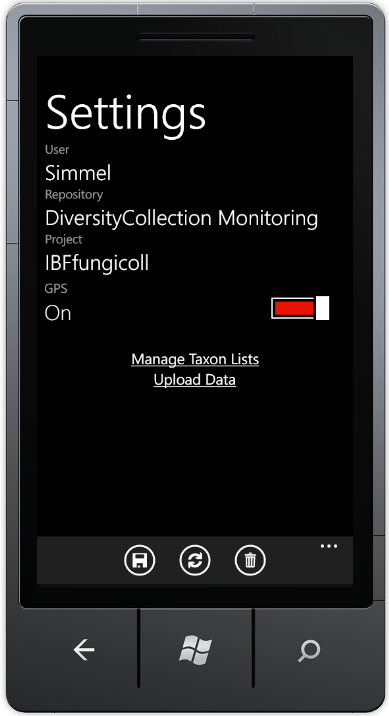 Settings
User
Simmel
Repository
DiversityCollection Monitoring
Project
IBFfungicoll
GPS
On
Manage Taxon Lists
Upload Data